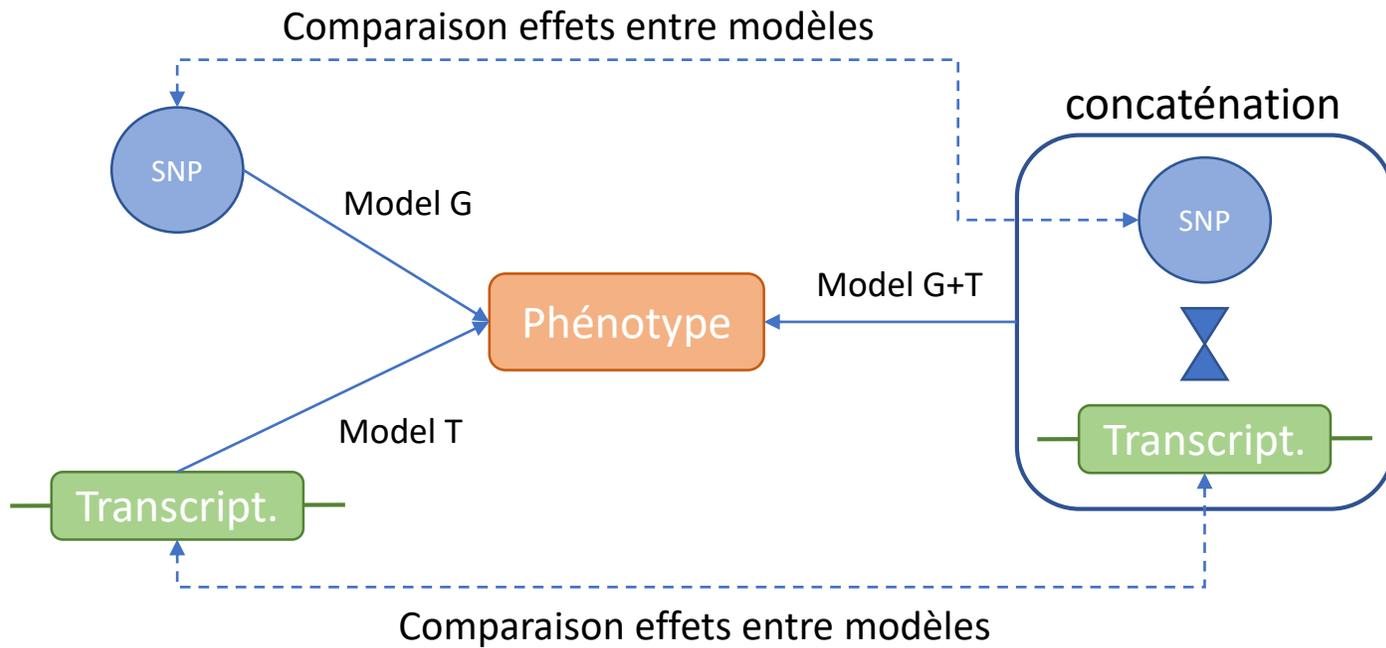 Comparaison effets entre modèles
concaténation
SNP
Model G
SNP
Model G+T
Phénotype
Model T
Transcript.
Transcript.
Comparaison effets entre modèles